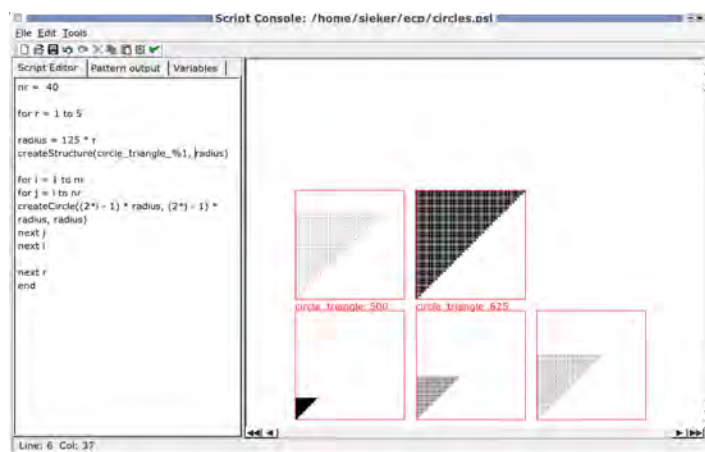 Script Console: /home/sieker/ecp/circles.psl
File Edit Tools
Script Editor Pattern output Variables
nr = 40
for r = 1 to 5
radius = 125 * r
createStructure(circle_triangle_%1, radius)
for i = 1 to nr
for j = i to nr
createCircle((2*i - 1) * radius, (2*j - 1) *
radius, radius)
next j
next i
next r
end
circle_triangle_500 circle_triangle_625
Line: 6 Col: 37